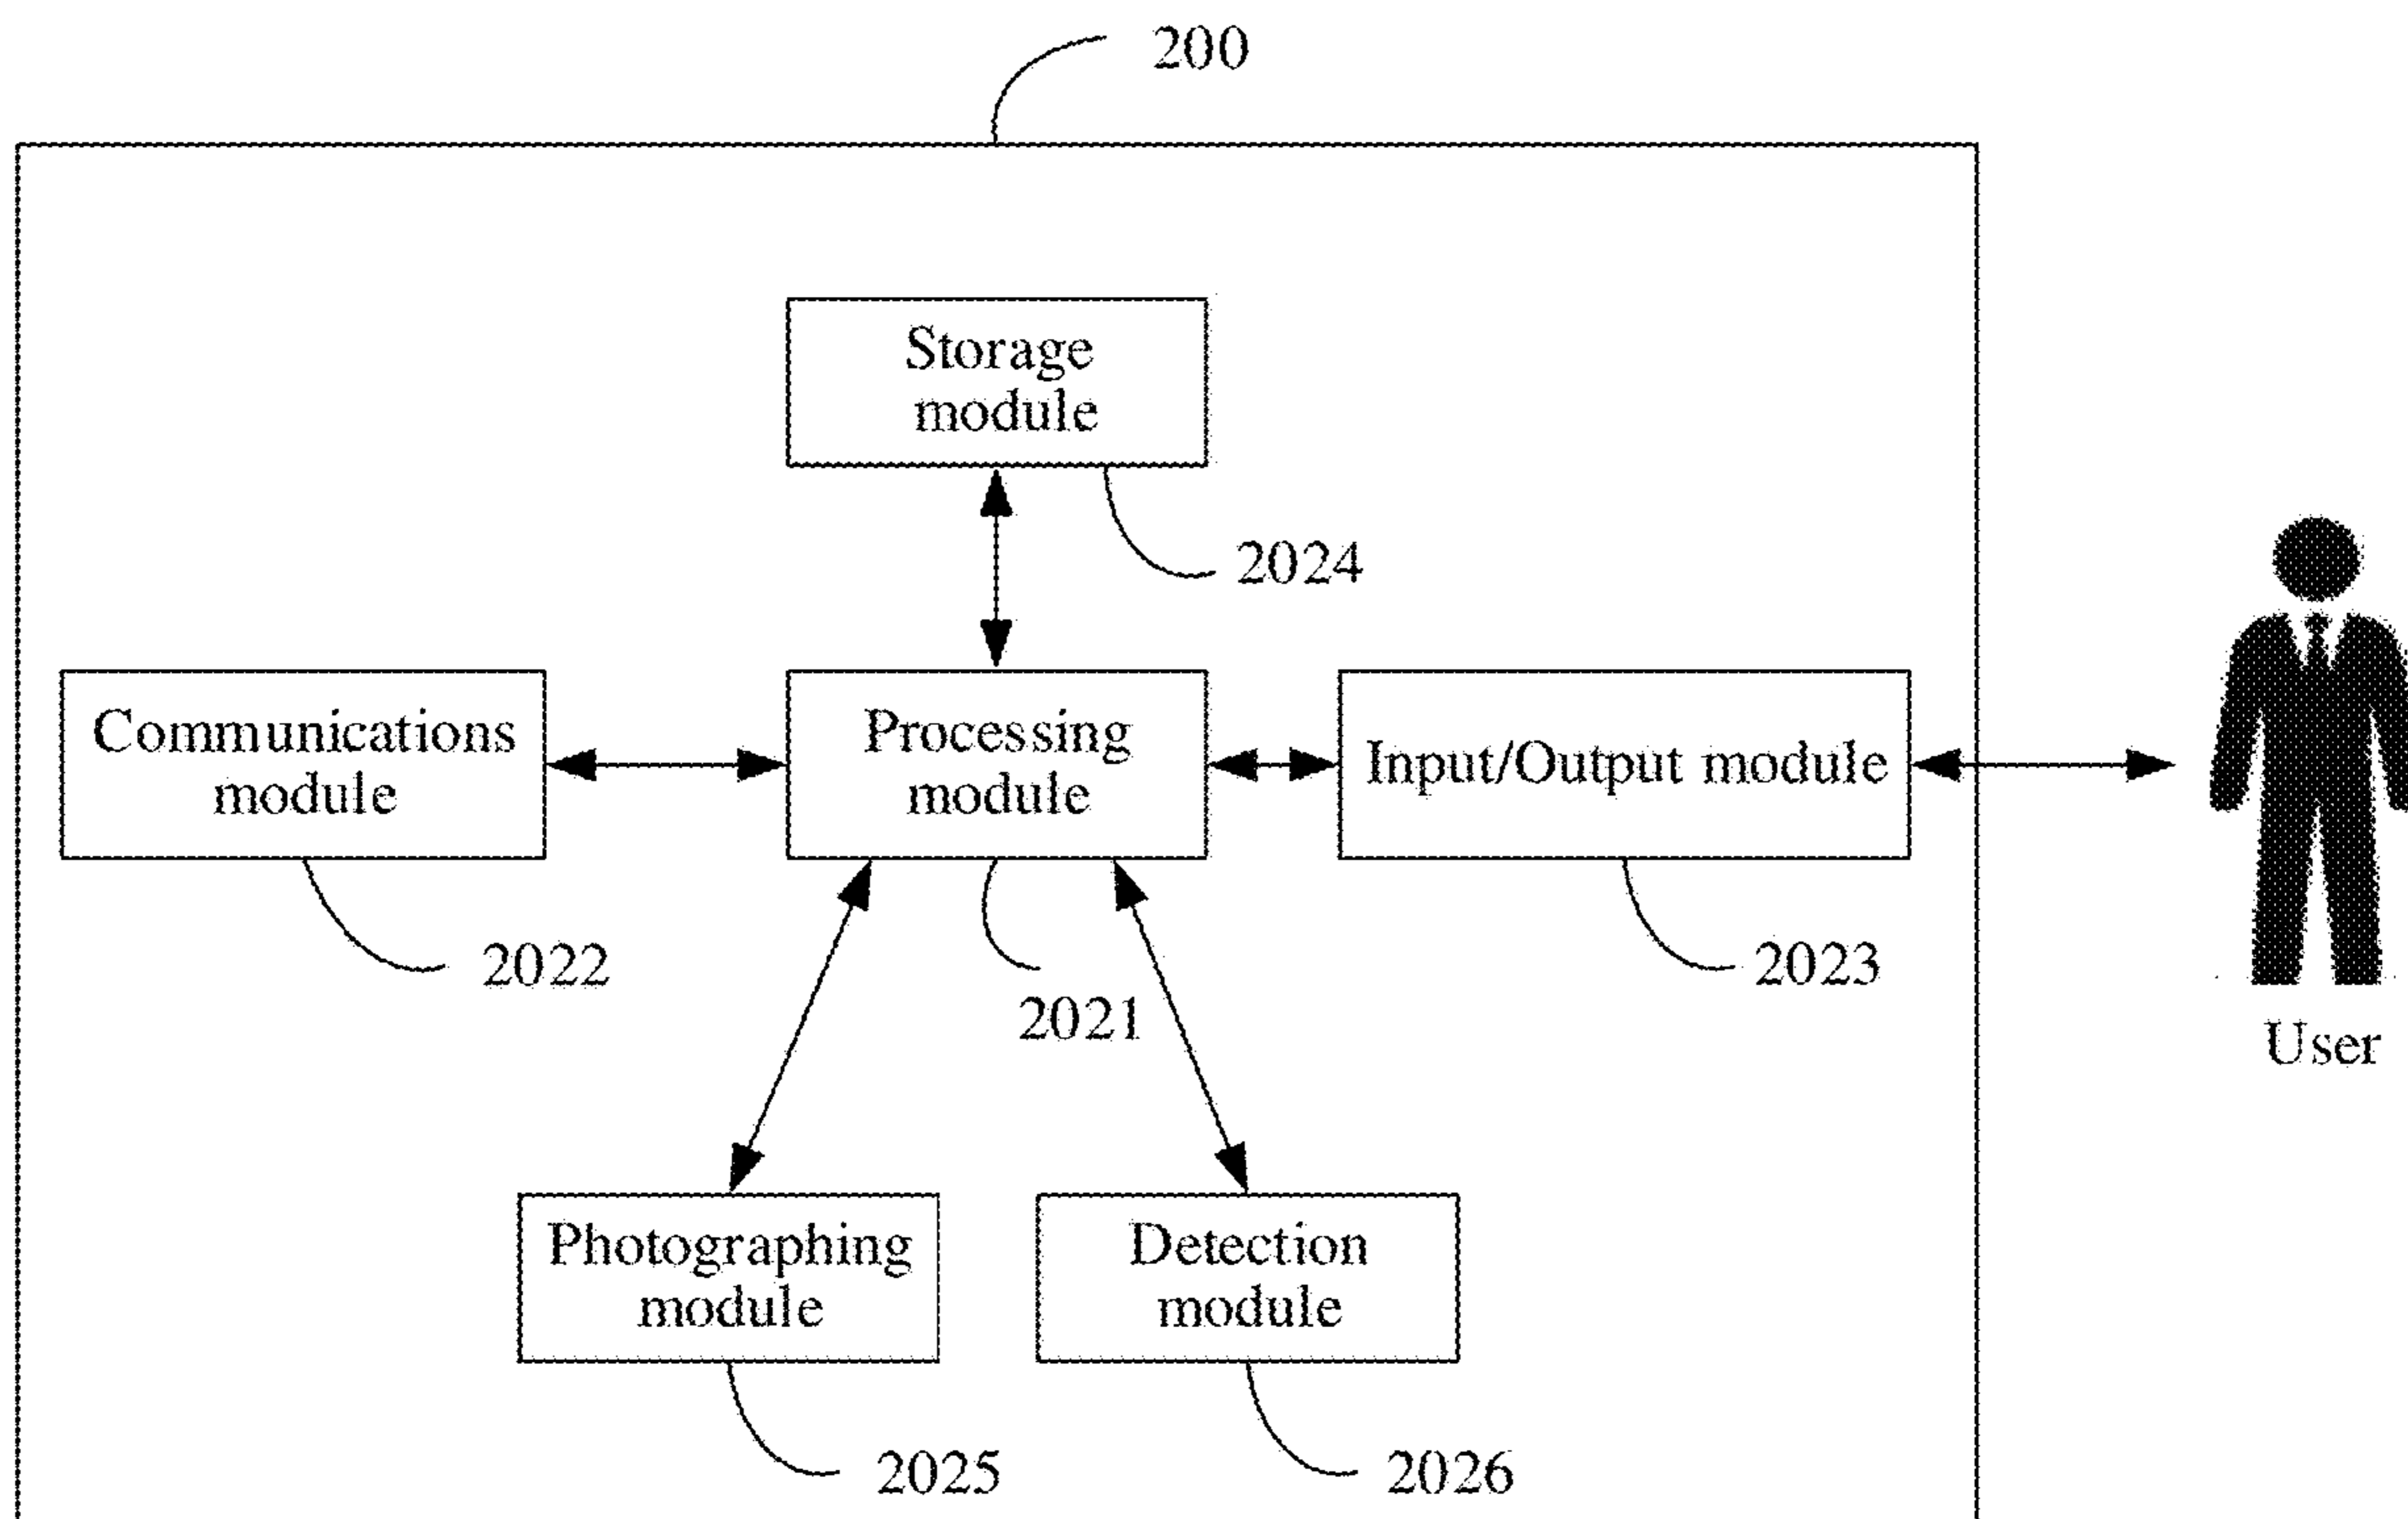 200
Storage
module
2024
Communications
module
Processing
module
Input/Output module
2022
2021
2023
User
Photographing
module
Detection
module
2025
2026